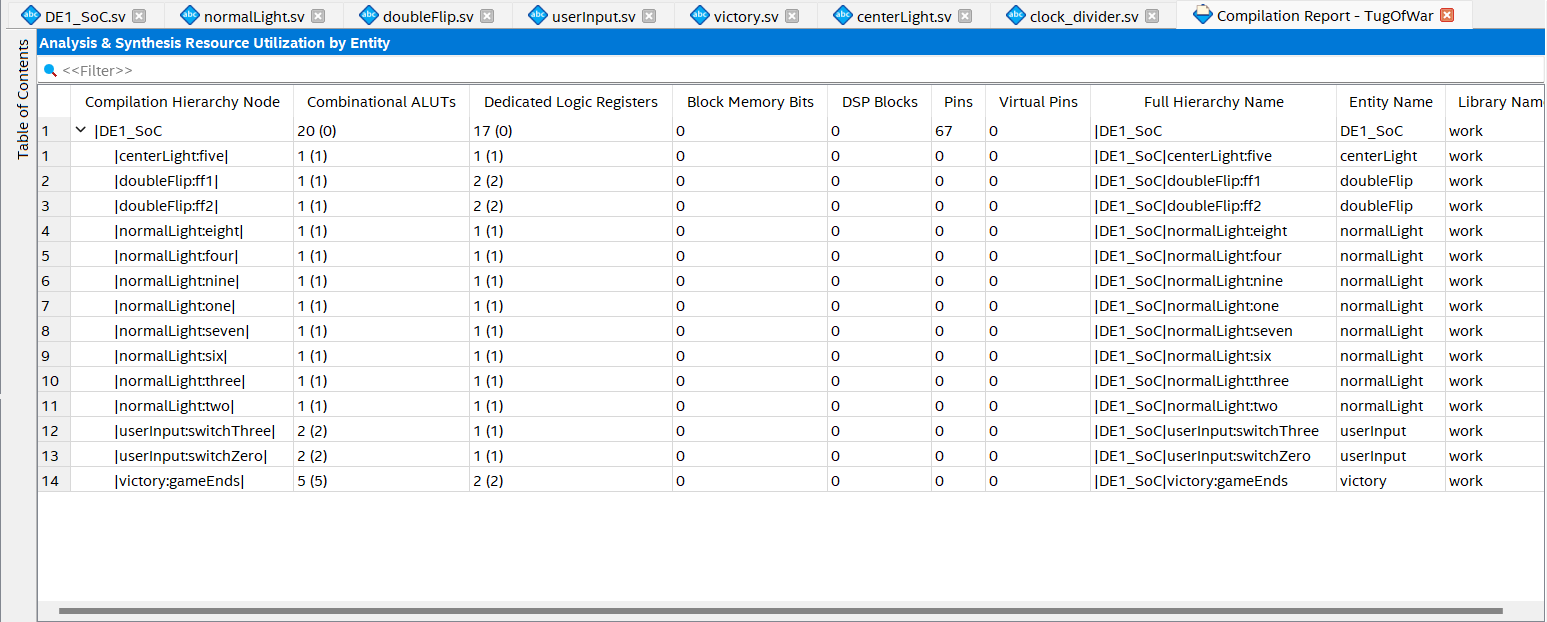 DE1_SoC.sv normalLight.sv doubleFlip.sv userInput.sv victory.sv centerLight.sv clock_divider.sv Compilation Report - TugOfWar
Table of Contents
Analysis & Synthesis Resource Utilization by Entity
<<Filter>>
Compilation Hierarchy Node Combinational ALUTs Dedicated Logic Registers Block Memory Bits DSP Blocks Pins Virtual Pins Full Hierarchy Name Entity Name Library Nam
1 |DE1_SoC 20 (0) 17 (0) 0 0 67 0 |DE1_SoC DE1_SoC work
1 |centerLight:five| 1 (1) 1 (1) 0 0 0 0 |DE1_SoC|centerLight:five centerLight work
2 |doubleFlip:ff1| 1 (1) 2 (2) 0 0 0 0 |DE1_SoC|doubleFlip:ff1 doubleFlip work
3 |doubleFlip:ff2| 1 (1) 2 (2) 0 0 0 0 |DE1_SoC|doubleFlip:ff2 doubleFlip work
4 |normalLight:eight| 1 (1) 1 (1) 0 0 0 0 |DE1_SoC|normalLight:eight normalLight work
5 |normalLight:four| 1 (1) 1 (1) 0 0 0 0 |DE1_SoC|normalLight:four normalLight work
6 |normalLight:nine| 1 (1) 1 (1) 0 0 0 0 |DE1_SoC|normalLight:nine normalLight work
7 |normalLight:one| 1 (1) 1 (1) 0 0 0 0 |DE1_SoC|normalLight:one normalLight work
8 |normalLight:seven| 1 (1) 1 (1) 0 0 0 0 |DE1_SoC|normalLight:seven normalLight work
9 |normalLight:six| 1 (1) 1 (1) 0 0 0 0 |DE1_SoC|normalLight:six normalLight work
10 |normalLight:three| 1 (1) 1 (1) 0 0 0 0 |DE1_SoC|normalLight:three normalLight work
11 |normalLight:two| 1 (1) 1 (1) 0 0 0 0 |DE1_SoC|normalLight:two normalLight work
12 |userInput:switchThree| 2 (2) 1 (1) 0 0 0 0 |DE1_SoC|userInput:switchThree userInput work
13 |userInput:switchZero| 2 (2) 1 (1) 0 0 0 0 |DE1_SoC|userInput:switchZero userInput work
14 |victory:gameEnds| 5 (5) 2 (2) 0 0 0 0 |DE1_SoC|victory:gameEnds victory work